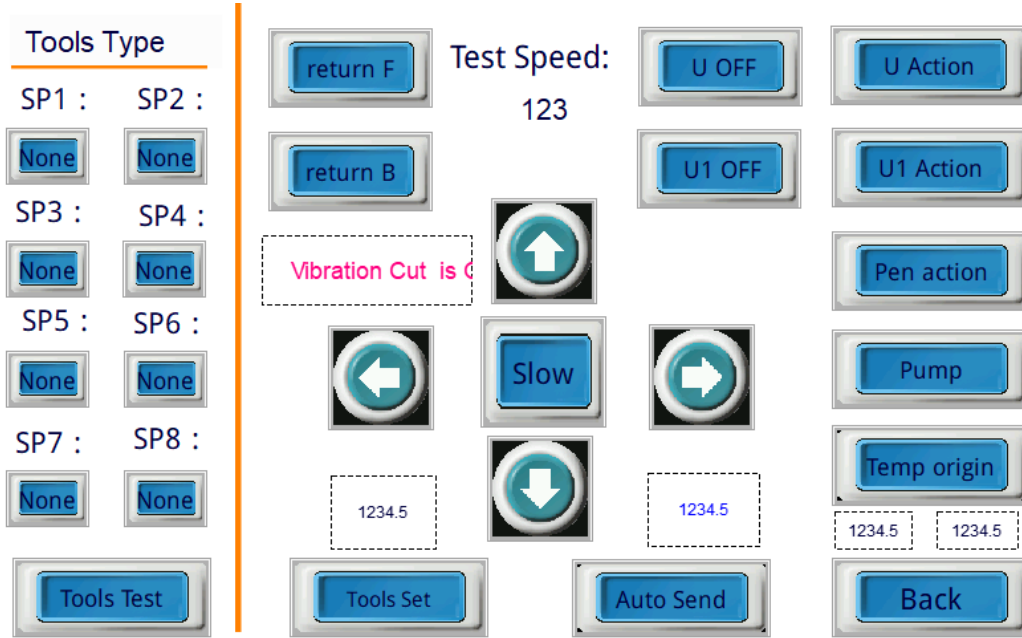 Tools Type
SP1 : SP2 :
None None
SP3 : SP4 :
None None
SP5 : SP6 :
None None
SP7 : SP8 :
None None
Tools Test
return F
Test Speed:
123
U OFF
U Action
return B
U1 OFF
U1 Action
Vibration Cut is
Pen action
Slow
Pump
Temp origin
1234.5
1234.5
1234.5
1234.5
Tools Set
Auto Send
Back